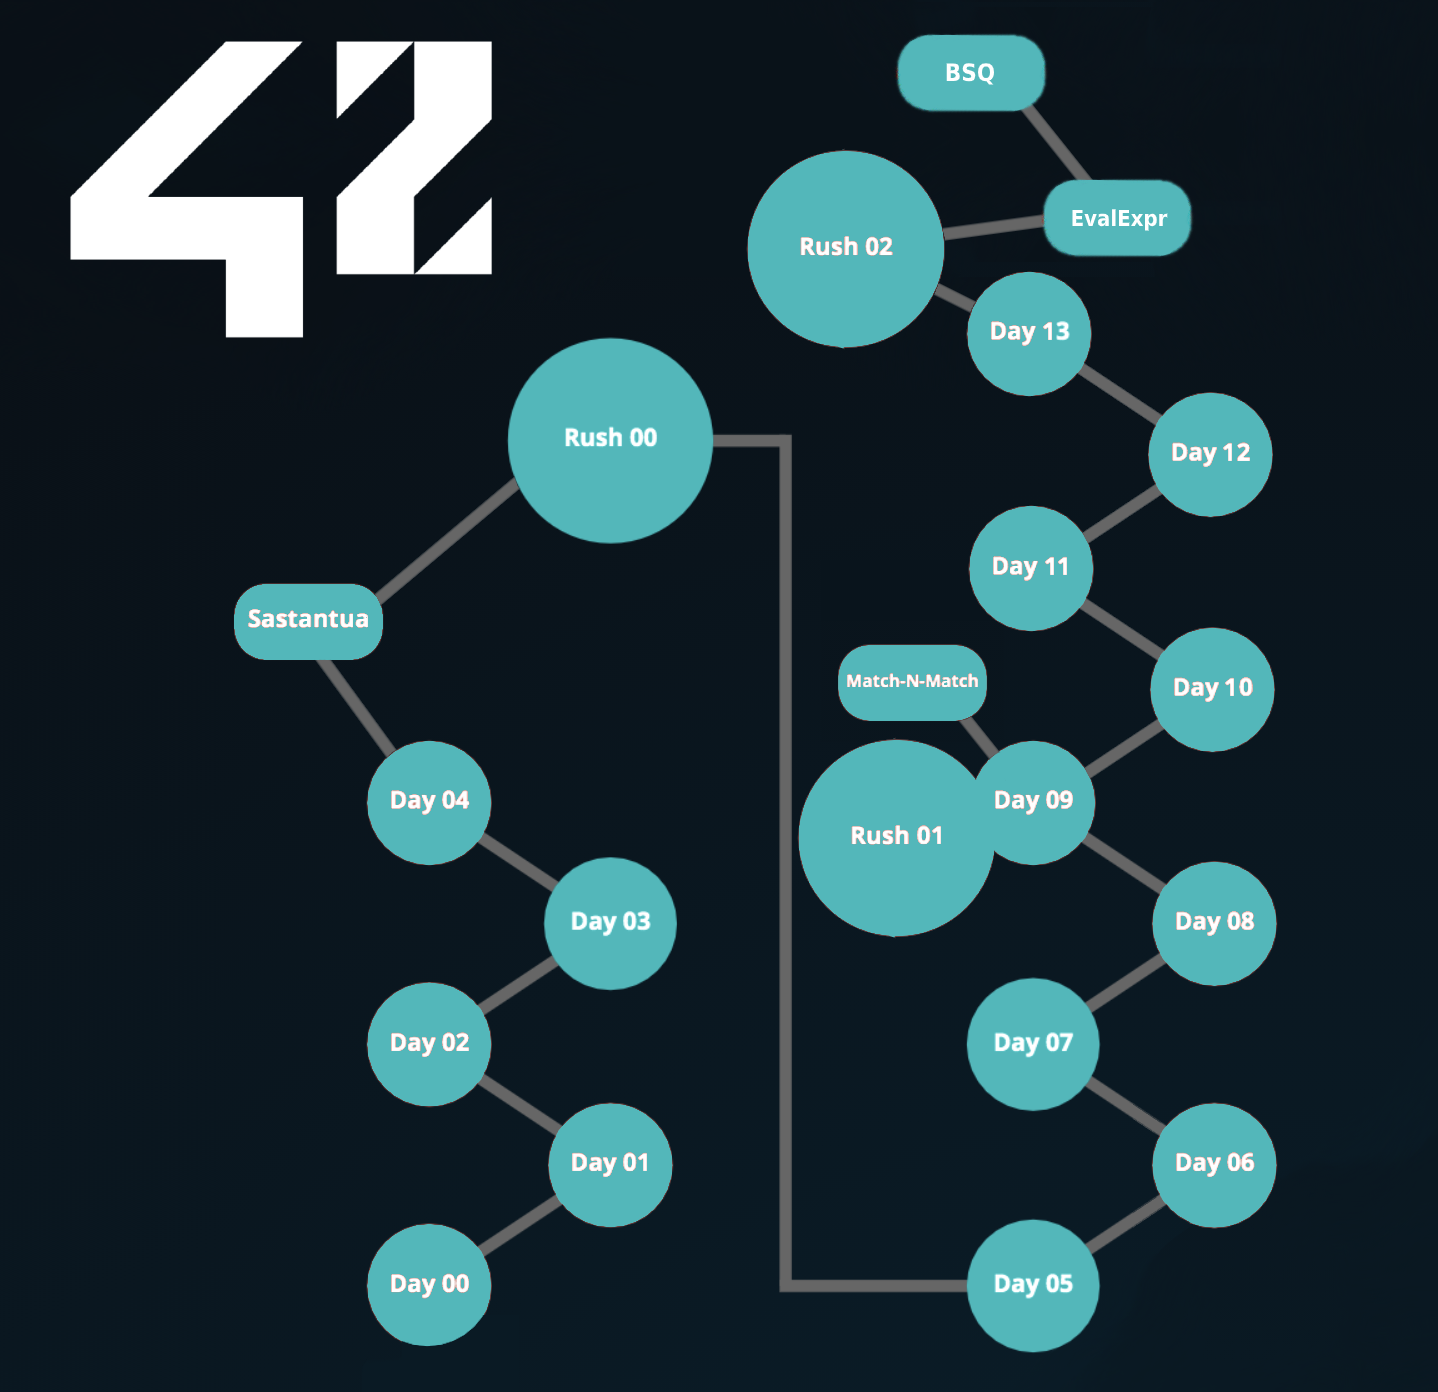 42
BSQ
EvalExpr
Rush 02
Day 13
Day 12
Rush 00
Day 11
Sastantua
Match-N-Match
Day 10
Day 04
Day 09
Rush 01
Day 03
Day 08
Day 02
Day 07
Day 01
Day 06
Day 00
Day 05